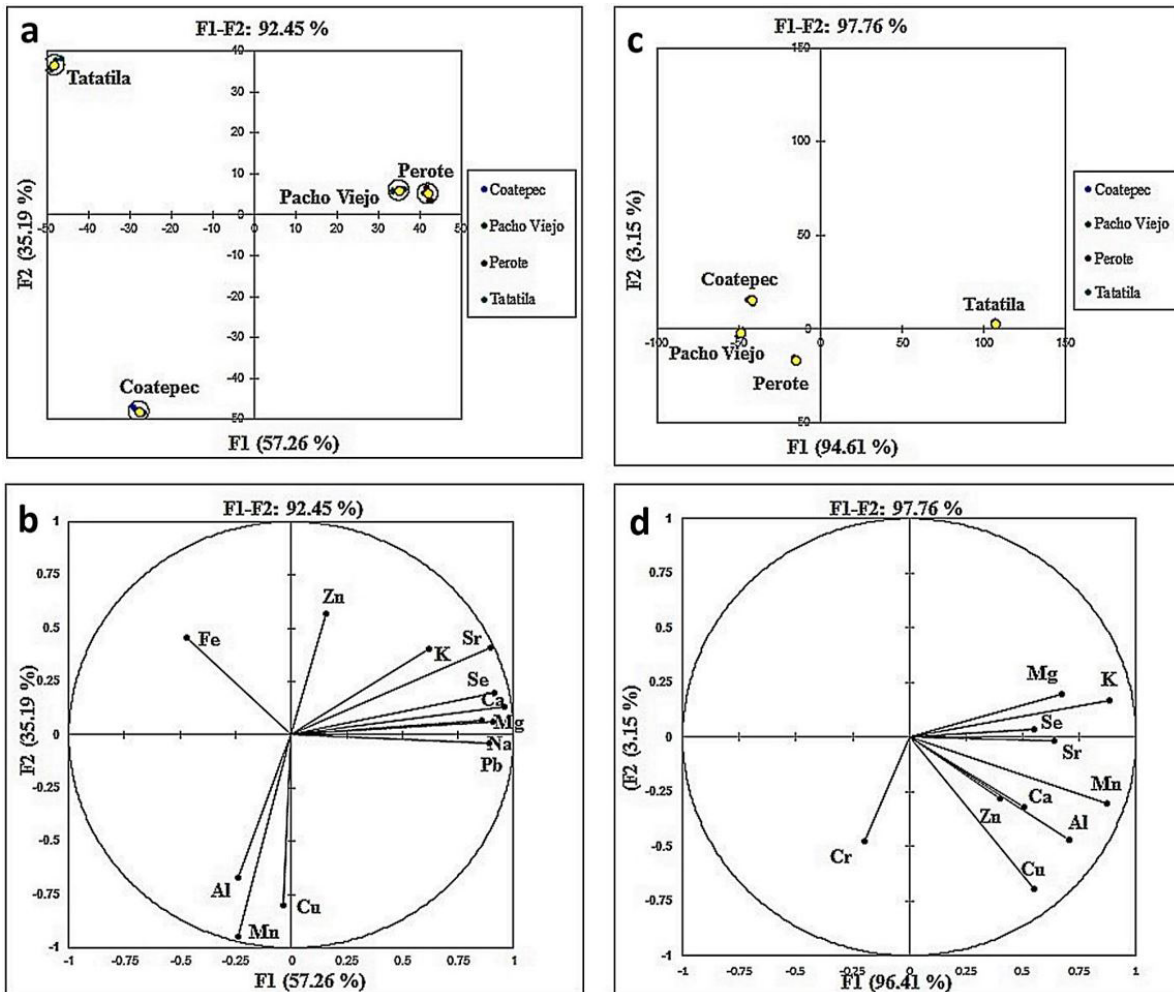 a
F1-F2: 92.45 %
40
30
20
10
0
-10
-20
-30
-40
50
-50 -40 -30 -20 -10 0 10 20 30 40 50
Tatatila
Perote
Pacho Viejo
Coatepec
F2 (35.19 %)
F1 (57.26 %)
Coatepec
Pacho Viejo
Perote
Tatatila
c
F1-F2: 97.76 %
150
100
50
0
50
-100 -50 0 50 100 150
Coatepec
Tatatila
Pacho Viejo
Perote
F2 (3.15 %)
F1 (94.61 %)
Coatepec
Pacho Viejo
Perote
Tatatila
b
F1-F2: 92.45 %)
1
0.75
0.5
0.25
0
-0.25
-0.5
-0.75
-1
Zn
Fe
Sr
K
Se
Ca
Mg
Na
Pb
Al
Cu
Mn
F2 (35.19 %)
-1 -0.75 -0.5 -0.25 0 0.25 0.5 0.75 1
F1 (57.26 %)
d
F1-F2: 97.76 %
1
0.75
0.5
0.25
0
-0.25
-0.5
-0.75
-1
Mg
K
Se
Sr
Mn
Ca
Zn
Al
Cr
Cu
(F2 (3.15 %)
-1 -0.75 -0.5 -0.25 0 0.25 0.5 0.75 1
F1 (96.41 %)